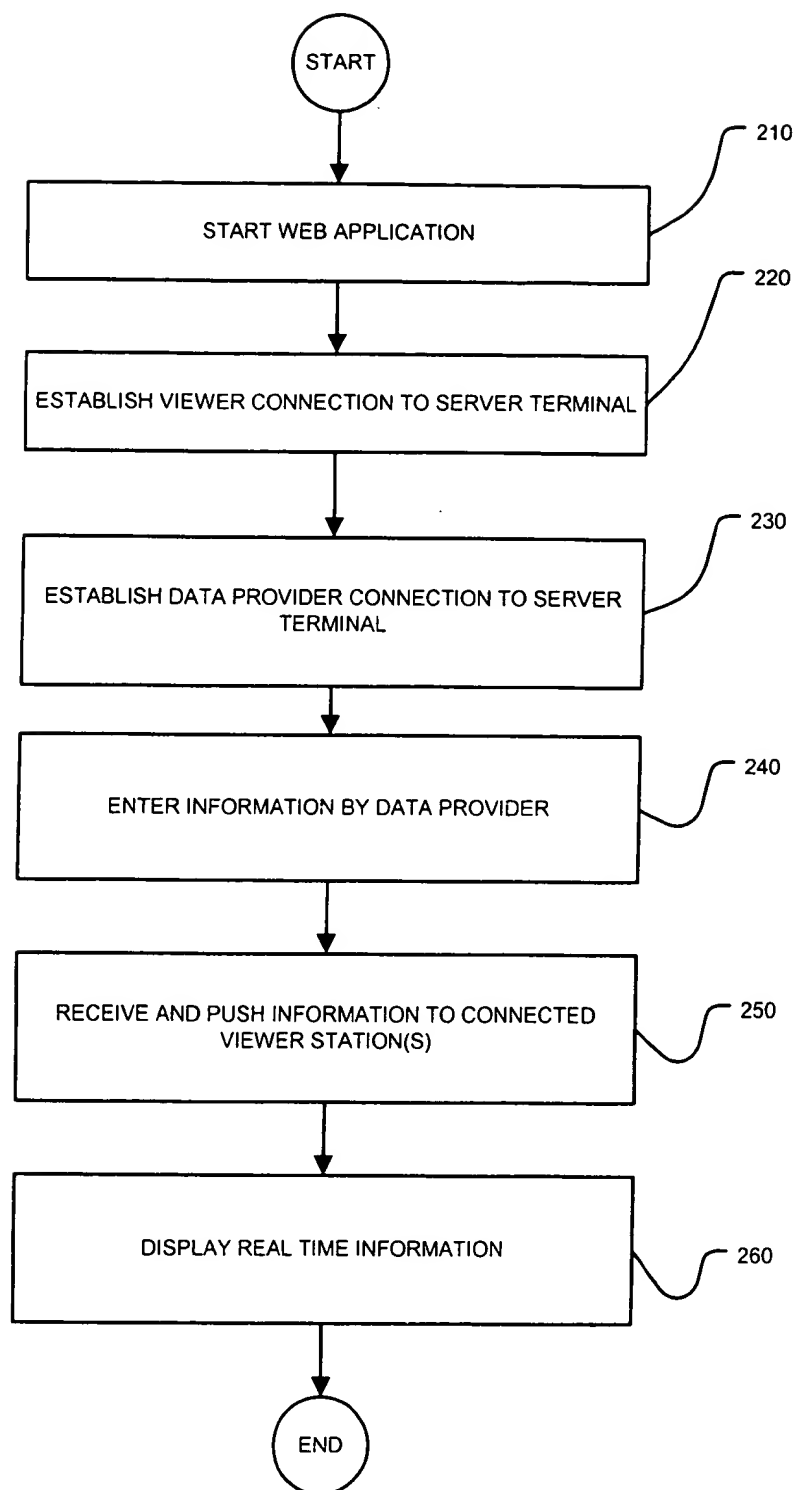 START
210
START WEB APPLICATION
220
ESTABLISH VIEWER CONNECTION TO SERVER TERMINAL
230
ESTABLISH DATA PROVIDER CONNECTION TO SERVER
TERMINAL
240
ENTER INFORMATION BY DATA PROVIDER
250
RECEIVE AND PUSH INFORMATION TO CONNECTED
VIEWER STATION(S)
260
DISPLAY REAL TIME INFORMATION
END